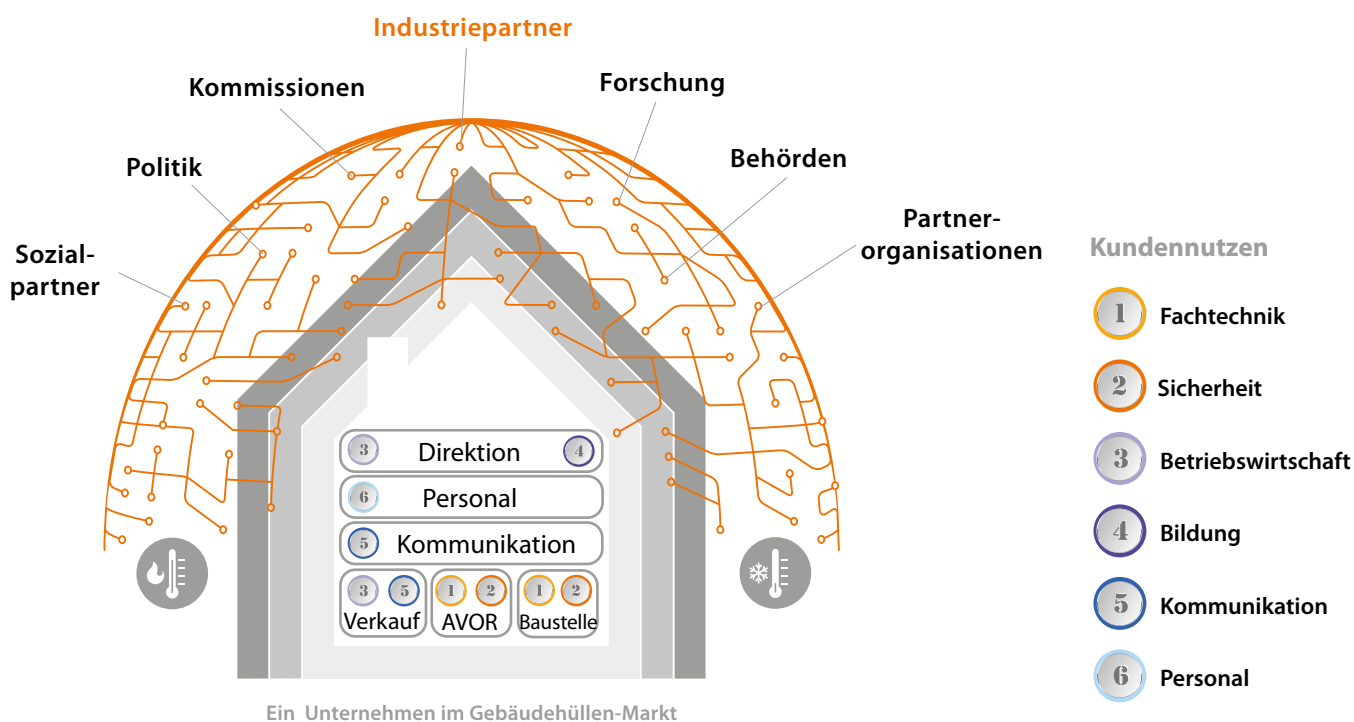 Industriepartner
Kommissionen
Forschung
Politik
Behörden
Sozial-
partner
Partner-
organisationen
3 Direktion 4
6 Personal
5 Kommunikation
3 5 1 2 1 2
Verkauf AVOR Baustelle
Ein Unternehmen im Gebäudehüllen-Markt
Kundennutzen
1 Fachtechnik
2 Sicherheit
3 Betriebswirtschaft
4 Bildung
5 Kommunikation
6 Personal